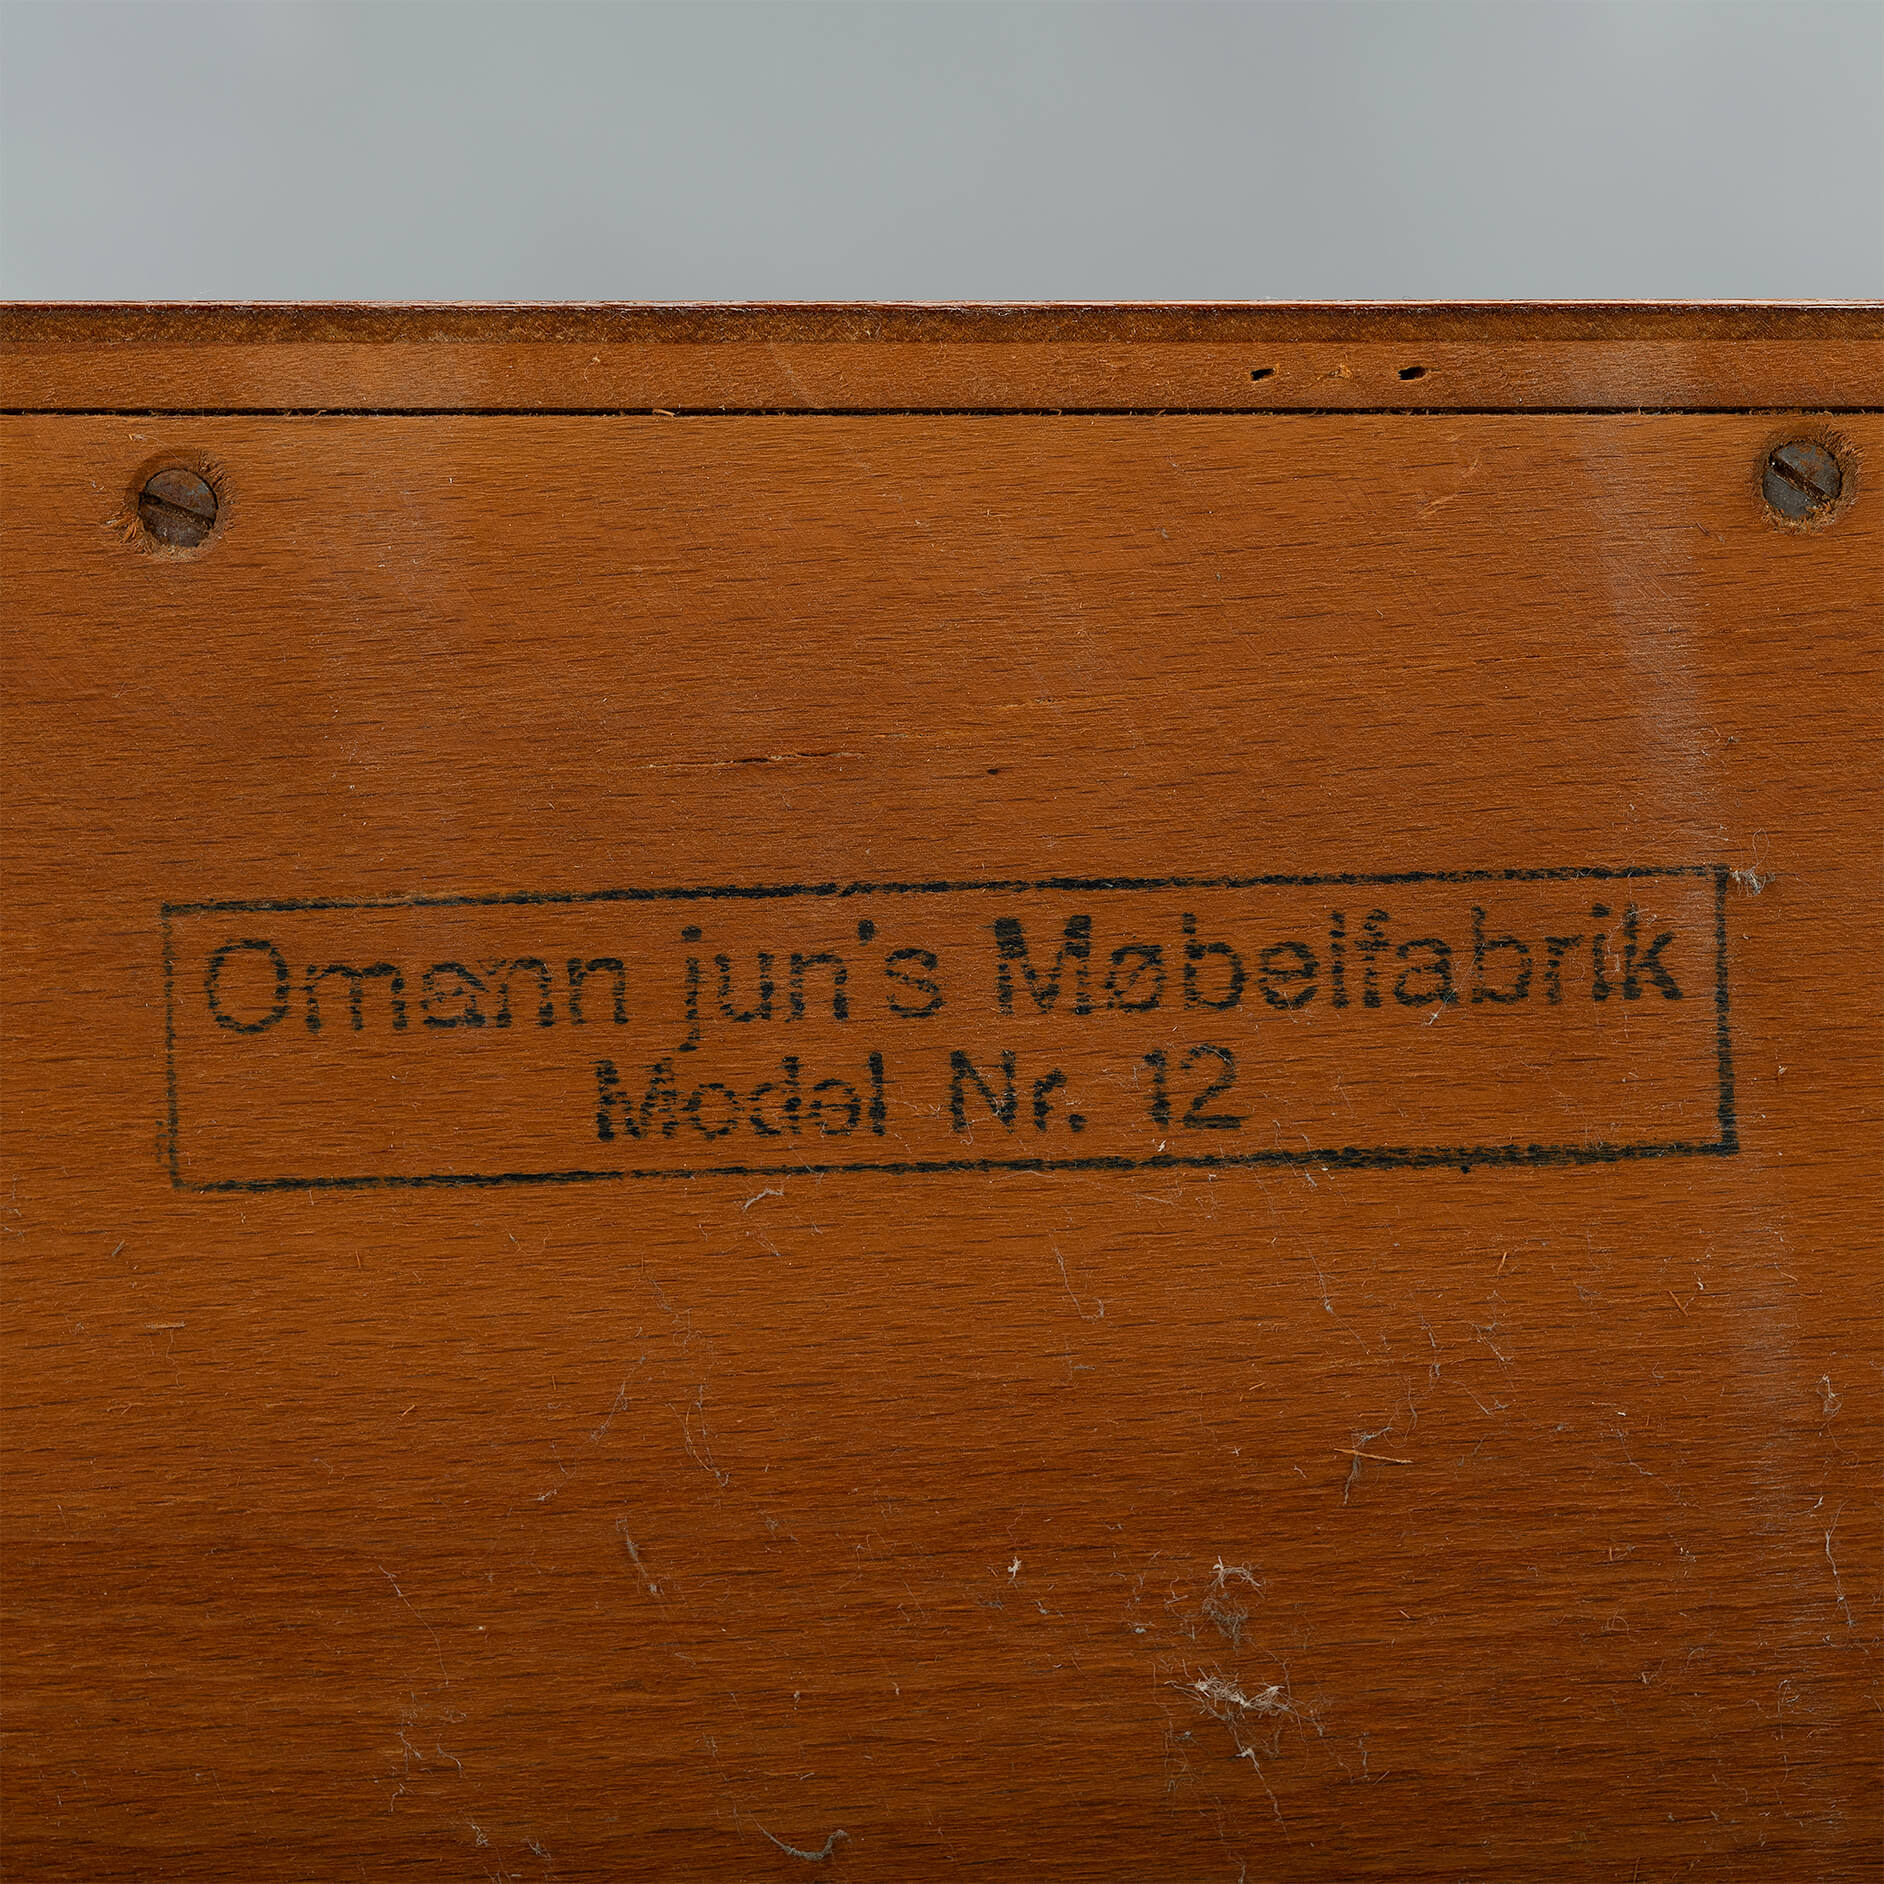 Omann jun's Møbelfabrik
Model Nr. 12